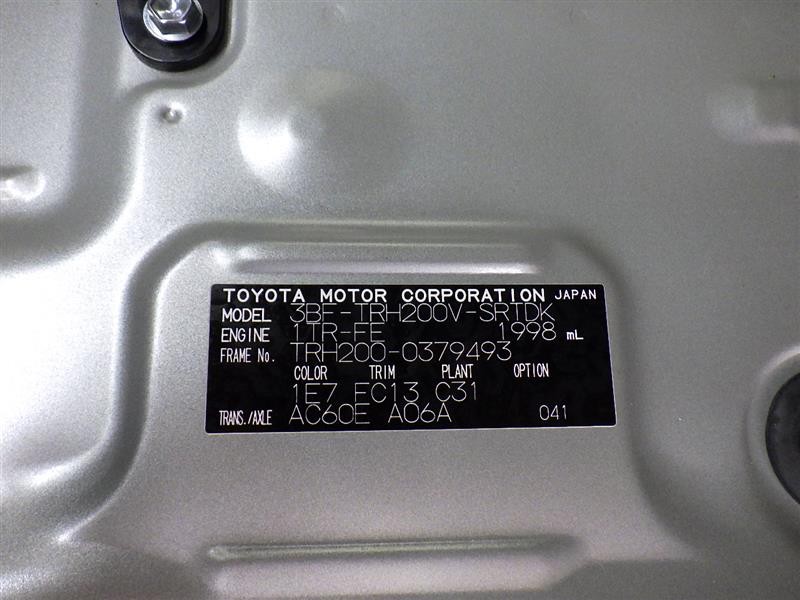 TOYOTA MOTOR CORPORATION JAPAN
MODEL 3BF-TRH200V-SRTDK
ENGINE 1TR-FE 1998 mL
FRAME No. TRH200-0379493
COLOR TRIM PLANT OPTION
1E7 FC13 C31
TRANS./AXLE AC60E A06A 041